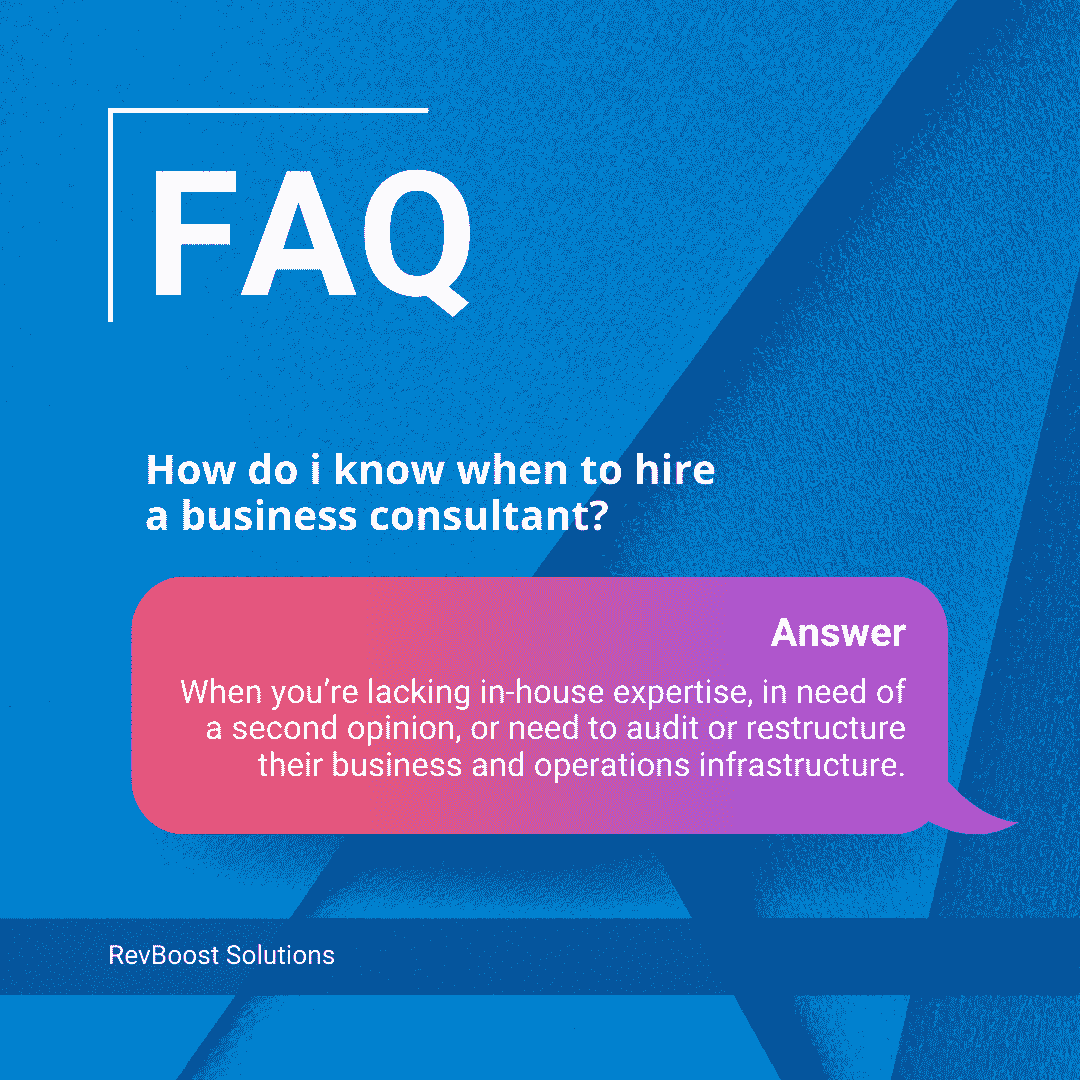 FAQ
How do i know when to hire
a business consultant?
Answer
When you’re lacking in-house expertise, in need of
a second opinion, or need to audit or restructure
their business and operations infrastructure.
RevBoost Solutions